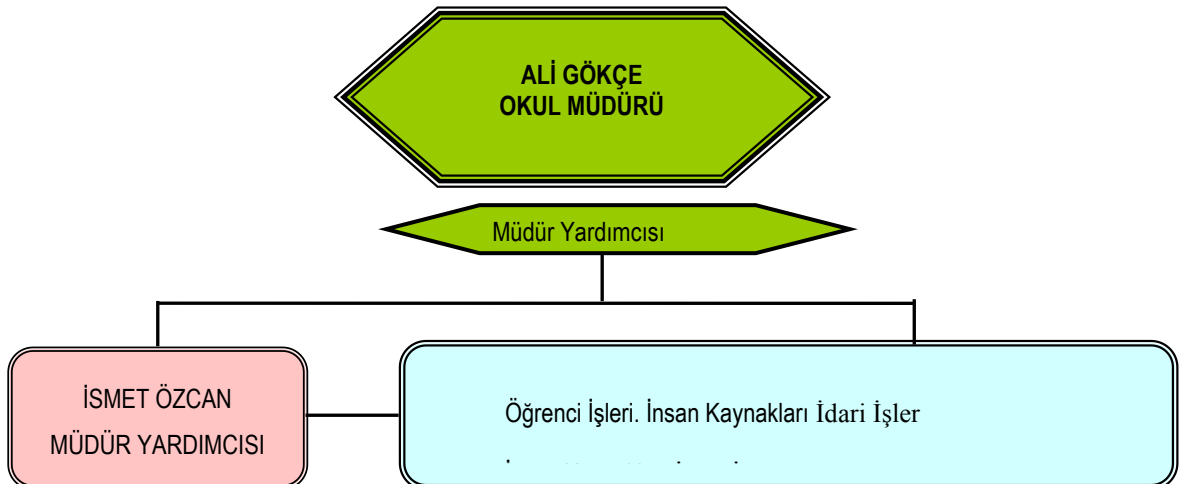 ALİ GÖKÇE
OKUL MÜDÜRÜ
Müdür Yardımcısı
İSMET ÖZCAN
MÜDÜR YARDIMCISI
Öğrenci İşleri. İnsan Kaynakları İdari İşler